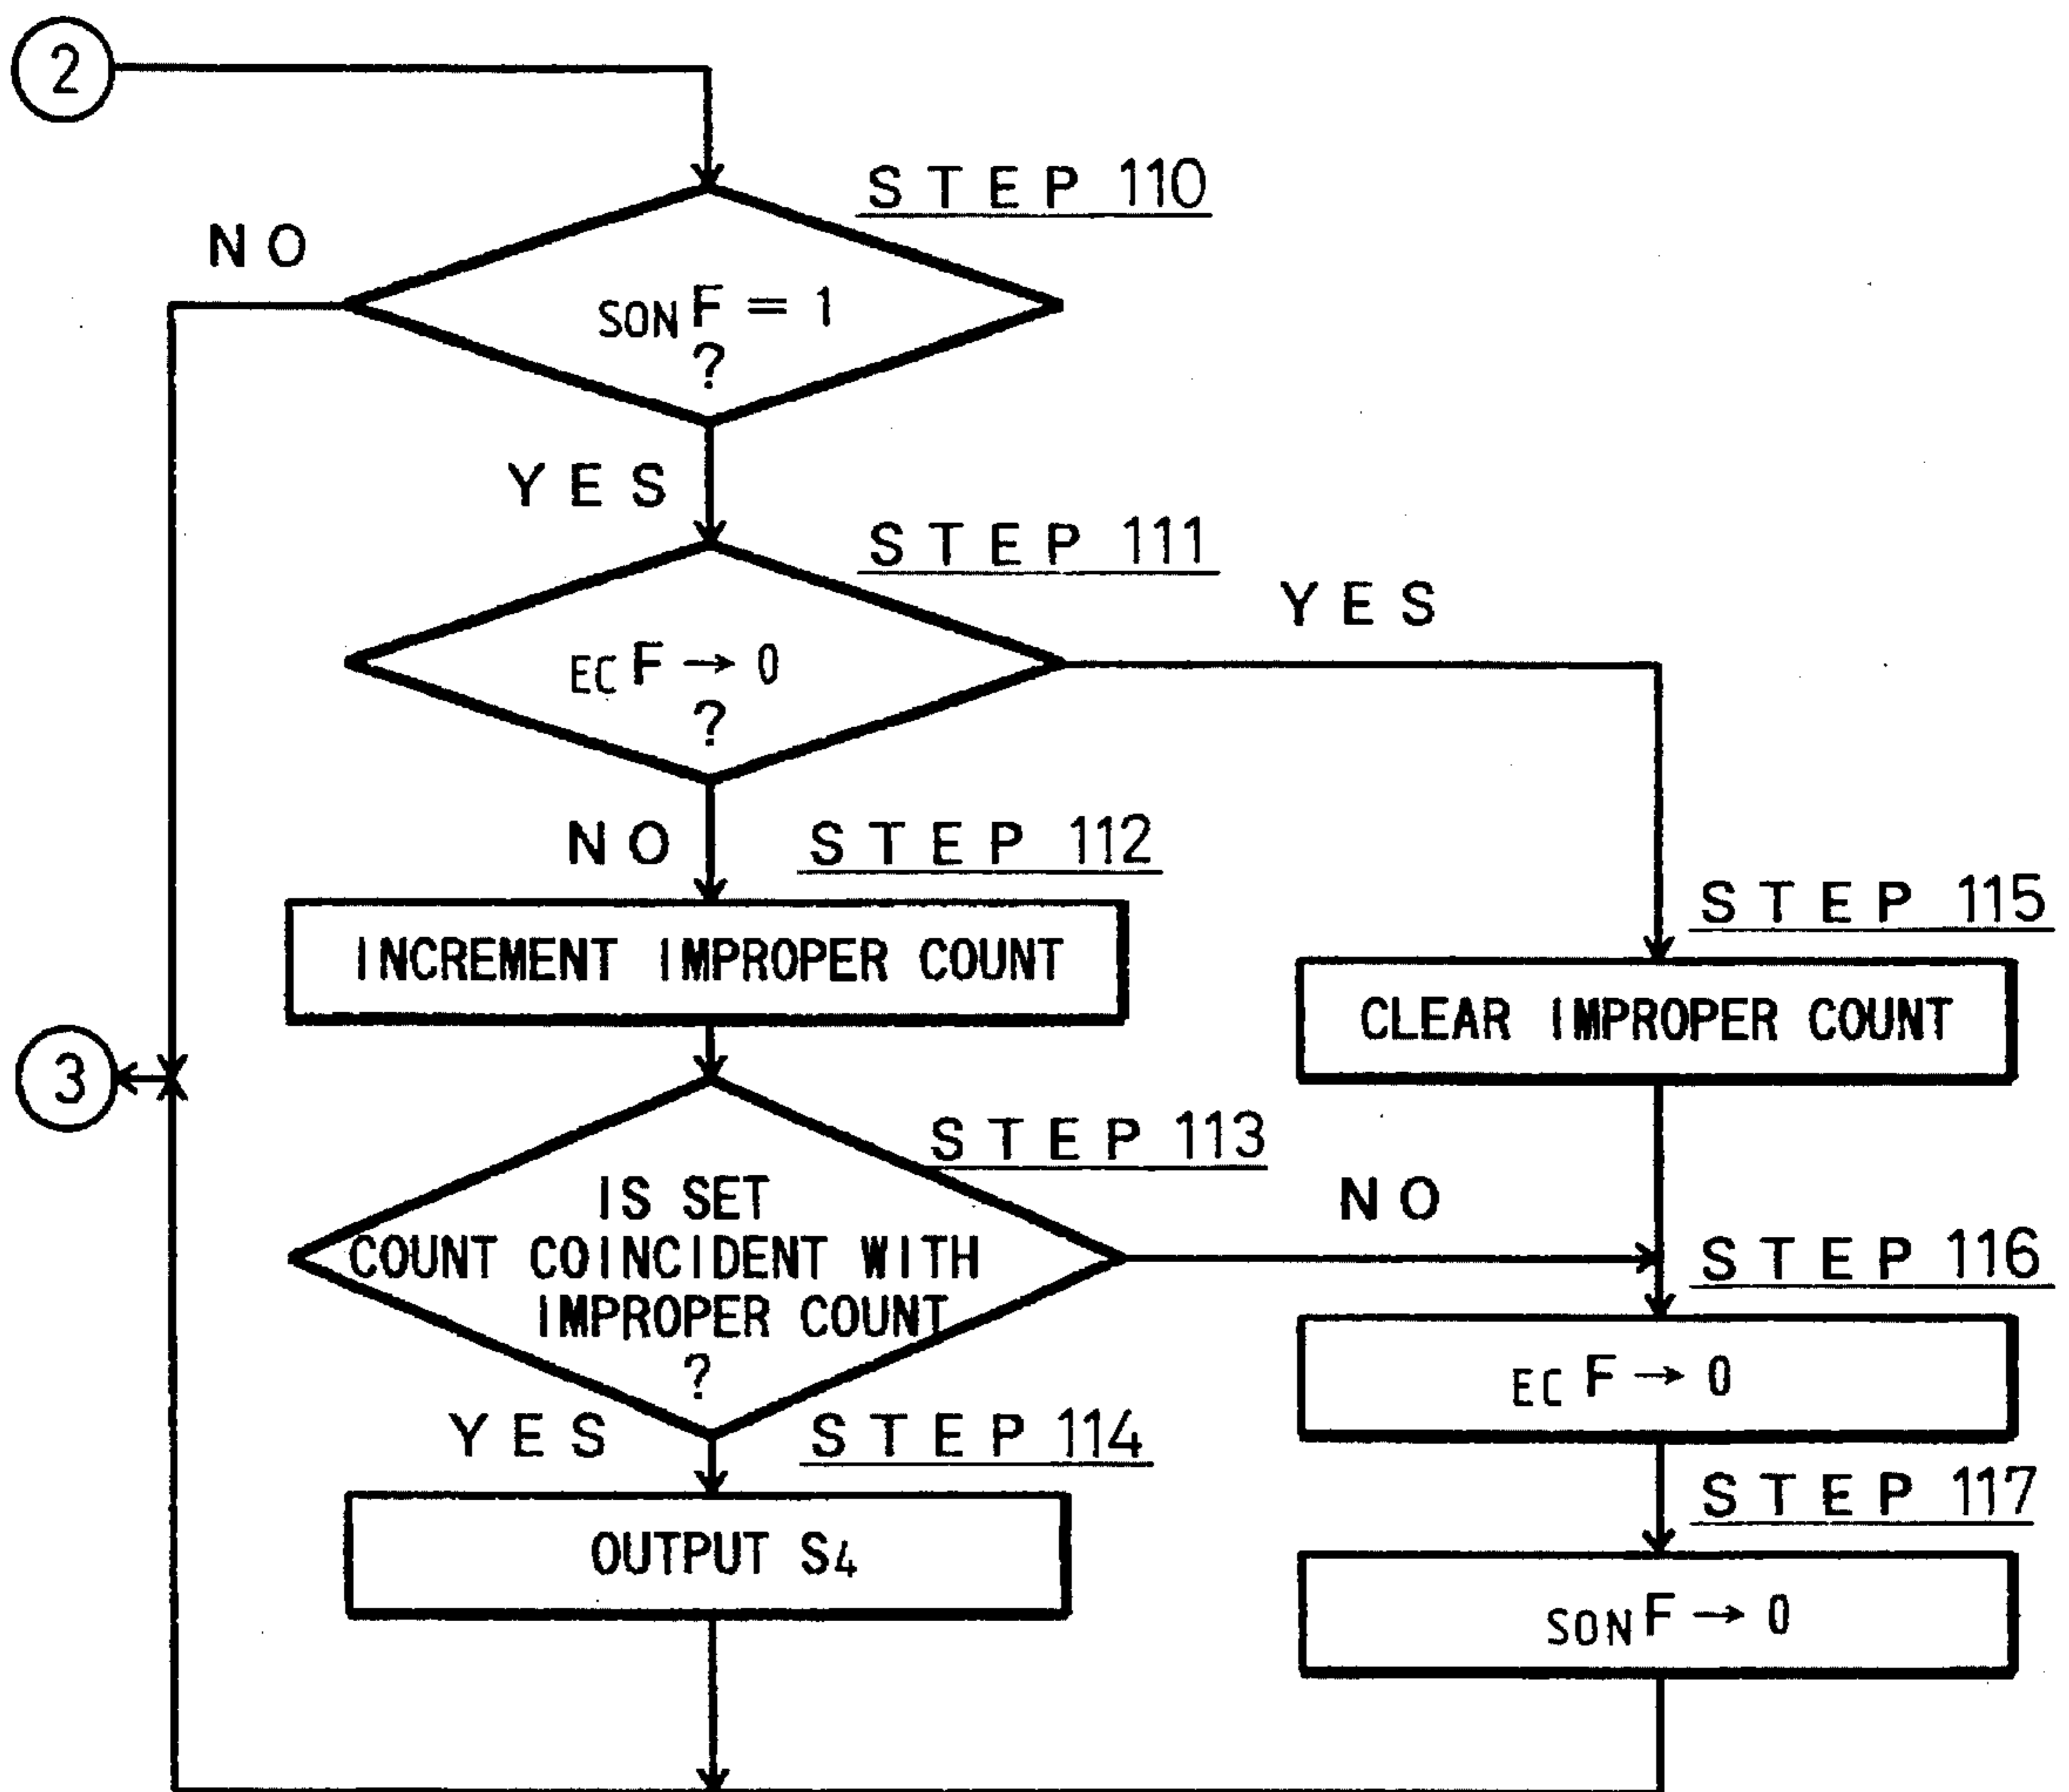 2
STEP 110
NO
SON F = 1
?
YES
STEP 111
YES
EC F → 0
?
NO
STEP 112
INCREMENT IMPROPER COUNT
STEP 115
CLEAR IMPROPER COUNT
3
STEP 113
IS SET
COUNT COINCIDENT WITH
IMPROPER COUNT
?
NO
STEP 116
EC F → 0
YES
STEP 114
OUTPUT S4
STEP 117
SON F → 0